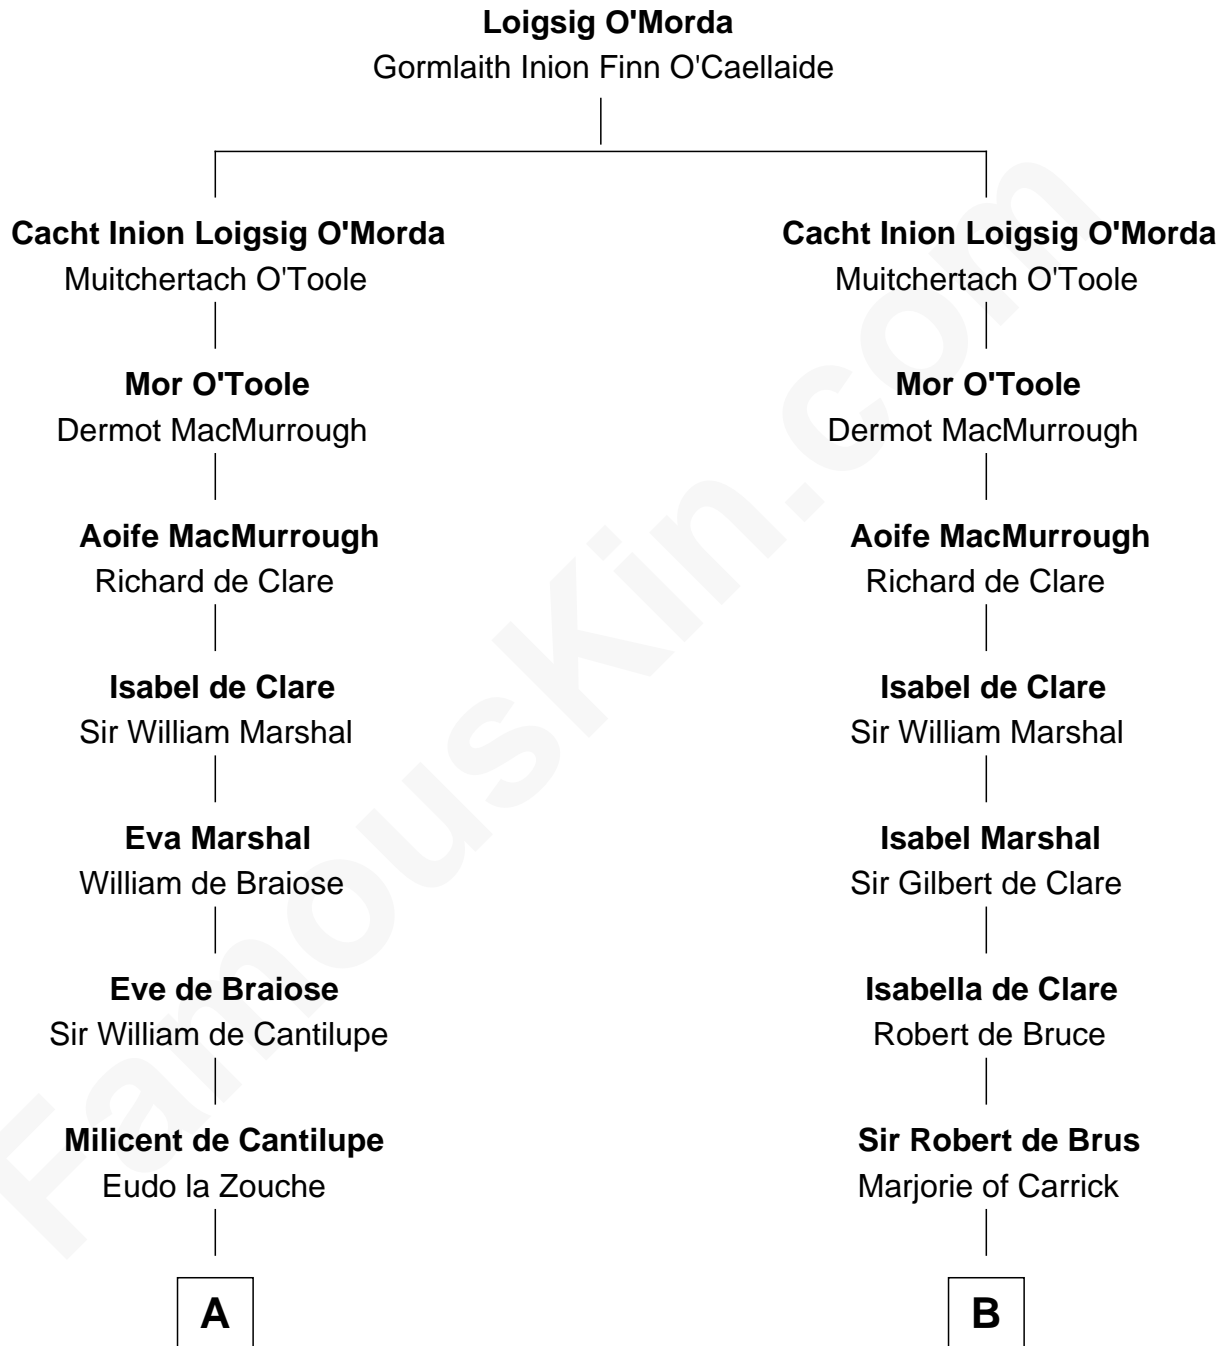 Loigsig O'Morda
Gormlaith Inion Finn O'Caellaide
Cacht Inion Loigsig O'Morda
Muitchertach O'Toole
Mor O'Toole
Dermot MacMurrough
Aoife MacMurrough
Richard de Clare
Isabel de Clare
Sir William Marshal
Eva Marshal
William de Braiose
Eve de Braiose
Sir William de Cantilupe
Milicent de Cantilupe
Eudo la Zouche
A
Cacht Inion Loigsig O'Morda
Muitchertach O'Toole
Mor O'Toole
Dermot MacMurrough
Aoife MacMurrough
Richard de Clare
Isabel de Clare
Sir William Marshal
Isabel Marshal
Sir Gilbert de Clare
Isabella de Clare
Robert de Bruce
Sir Robert de Brus
Marjorie of Carrick
B
FamousKin.com